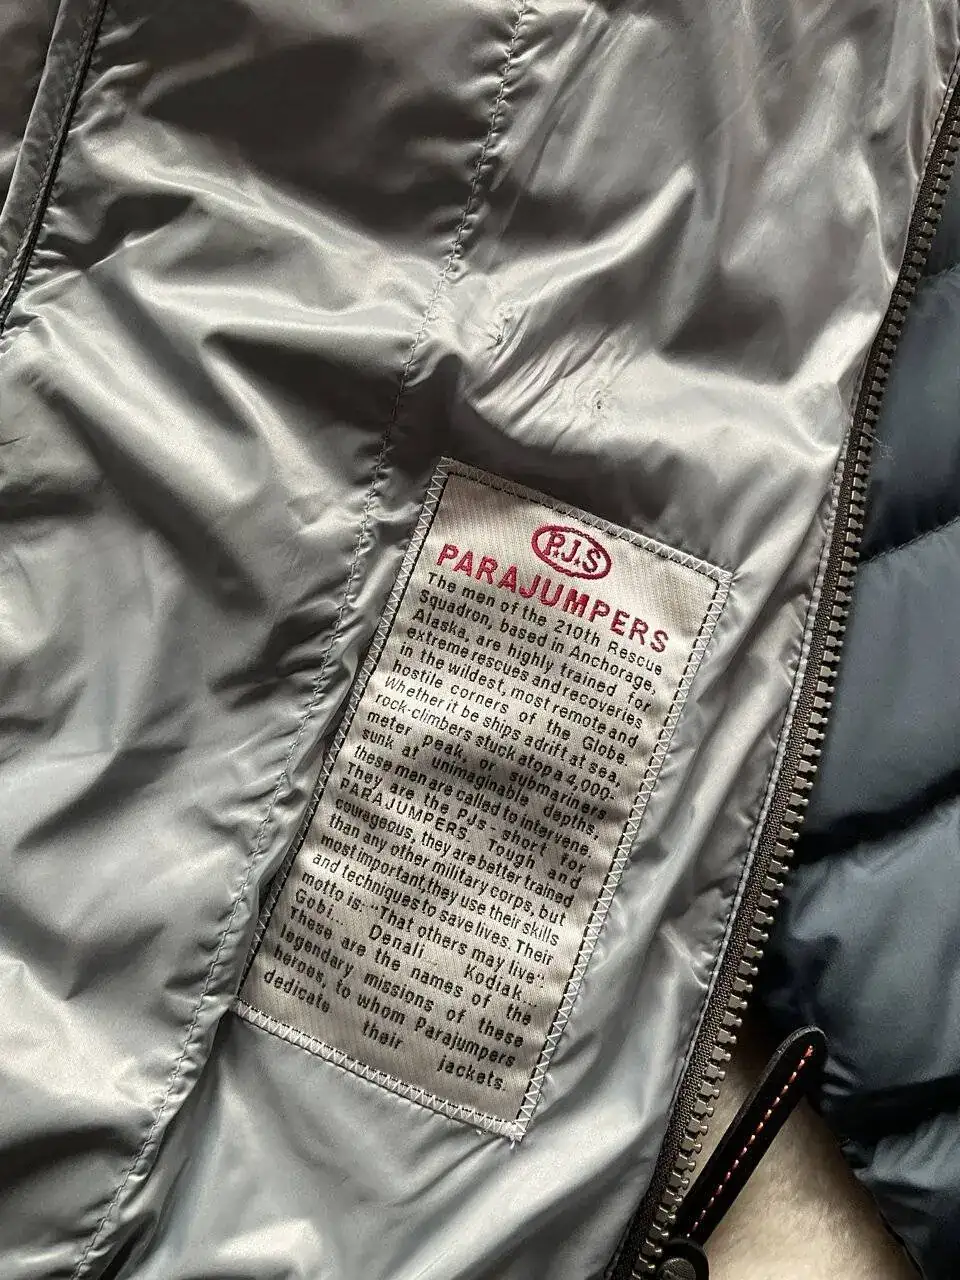 P.J.S
PARAJUMPERS
The men of the 210th Rescue
Squadron, based in Anchorage,
Alaska, are highly trained for
extreme rescues and recoveries
in the wildest, most remote and
hostile corners of the Globe.
Whether it be ships adrift at sea,
rock-climbers stuck atop a 4,000-
meter peak, or submariners
sunk at unimaginable depths,
these men are called to intervene.
They are the PJs - short for
PARAJUMPERS. Tough and
courageous, they are better trained
than any other military corps, but
most important, they use their skills
and techniques to save lives. Their
motto is: "That others may live".
Gobi... Denali... Kodiak...
These are the names of the
legendary missions of these
heroes, to whom Parajumpers
dedicate their jackets.